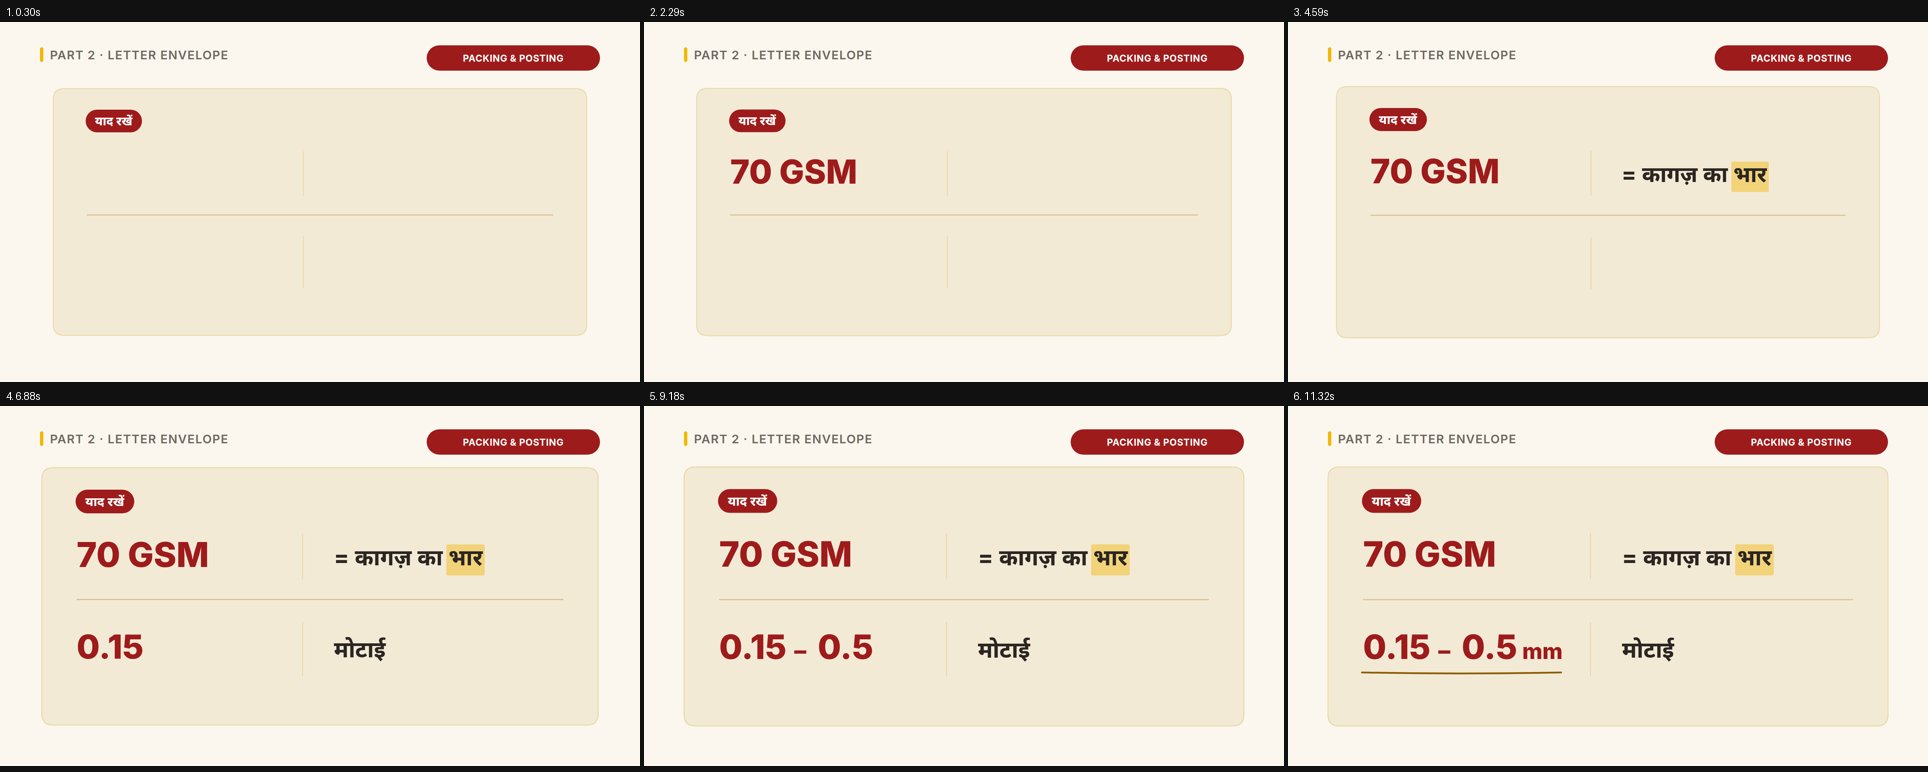 1. 0.30s
PART 2 · LETTER ENVELOPE
PACKING & POSTING
याद रखें
2. 2.29s
PART 2 · LETTER ENVELOPE
PACKING & POSTING
याद रखें
70 GSM
3. 4.59s
PART 2 · LETTER ENVELOPE
PACKING & POSTING
याद रखें
70 GSM
= कागज़ का भार
4. 6.88s
PART 2 · LETTER ENVELOPE
PACKING & POSTING
याद रखें
70 GSM
= कागज़ का भार
0.15
मोटाई
5. 9.18s
PART 2 · LETTER ENVELOPE
PACKING & POSTING
याद रखें
70 GSM
= कागज़ का भार
0.15 – 0.5
मोटाई
6. 11.32s
PART 2 · LETTER ENVELOPE
PACKING & POSTING
याद रखें
70 GSM
= कागज़ का भार
0.15 – 0.5 mm
मोटाई